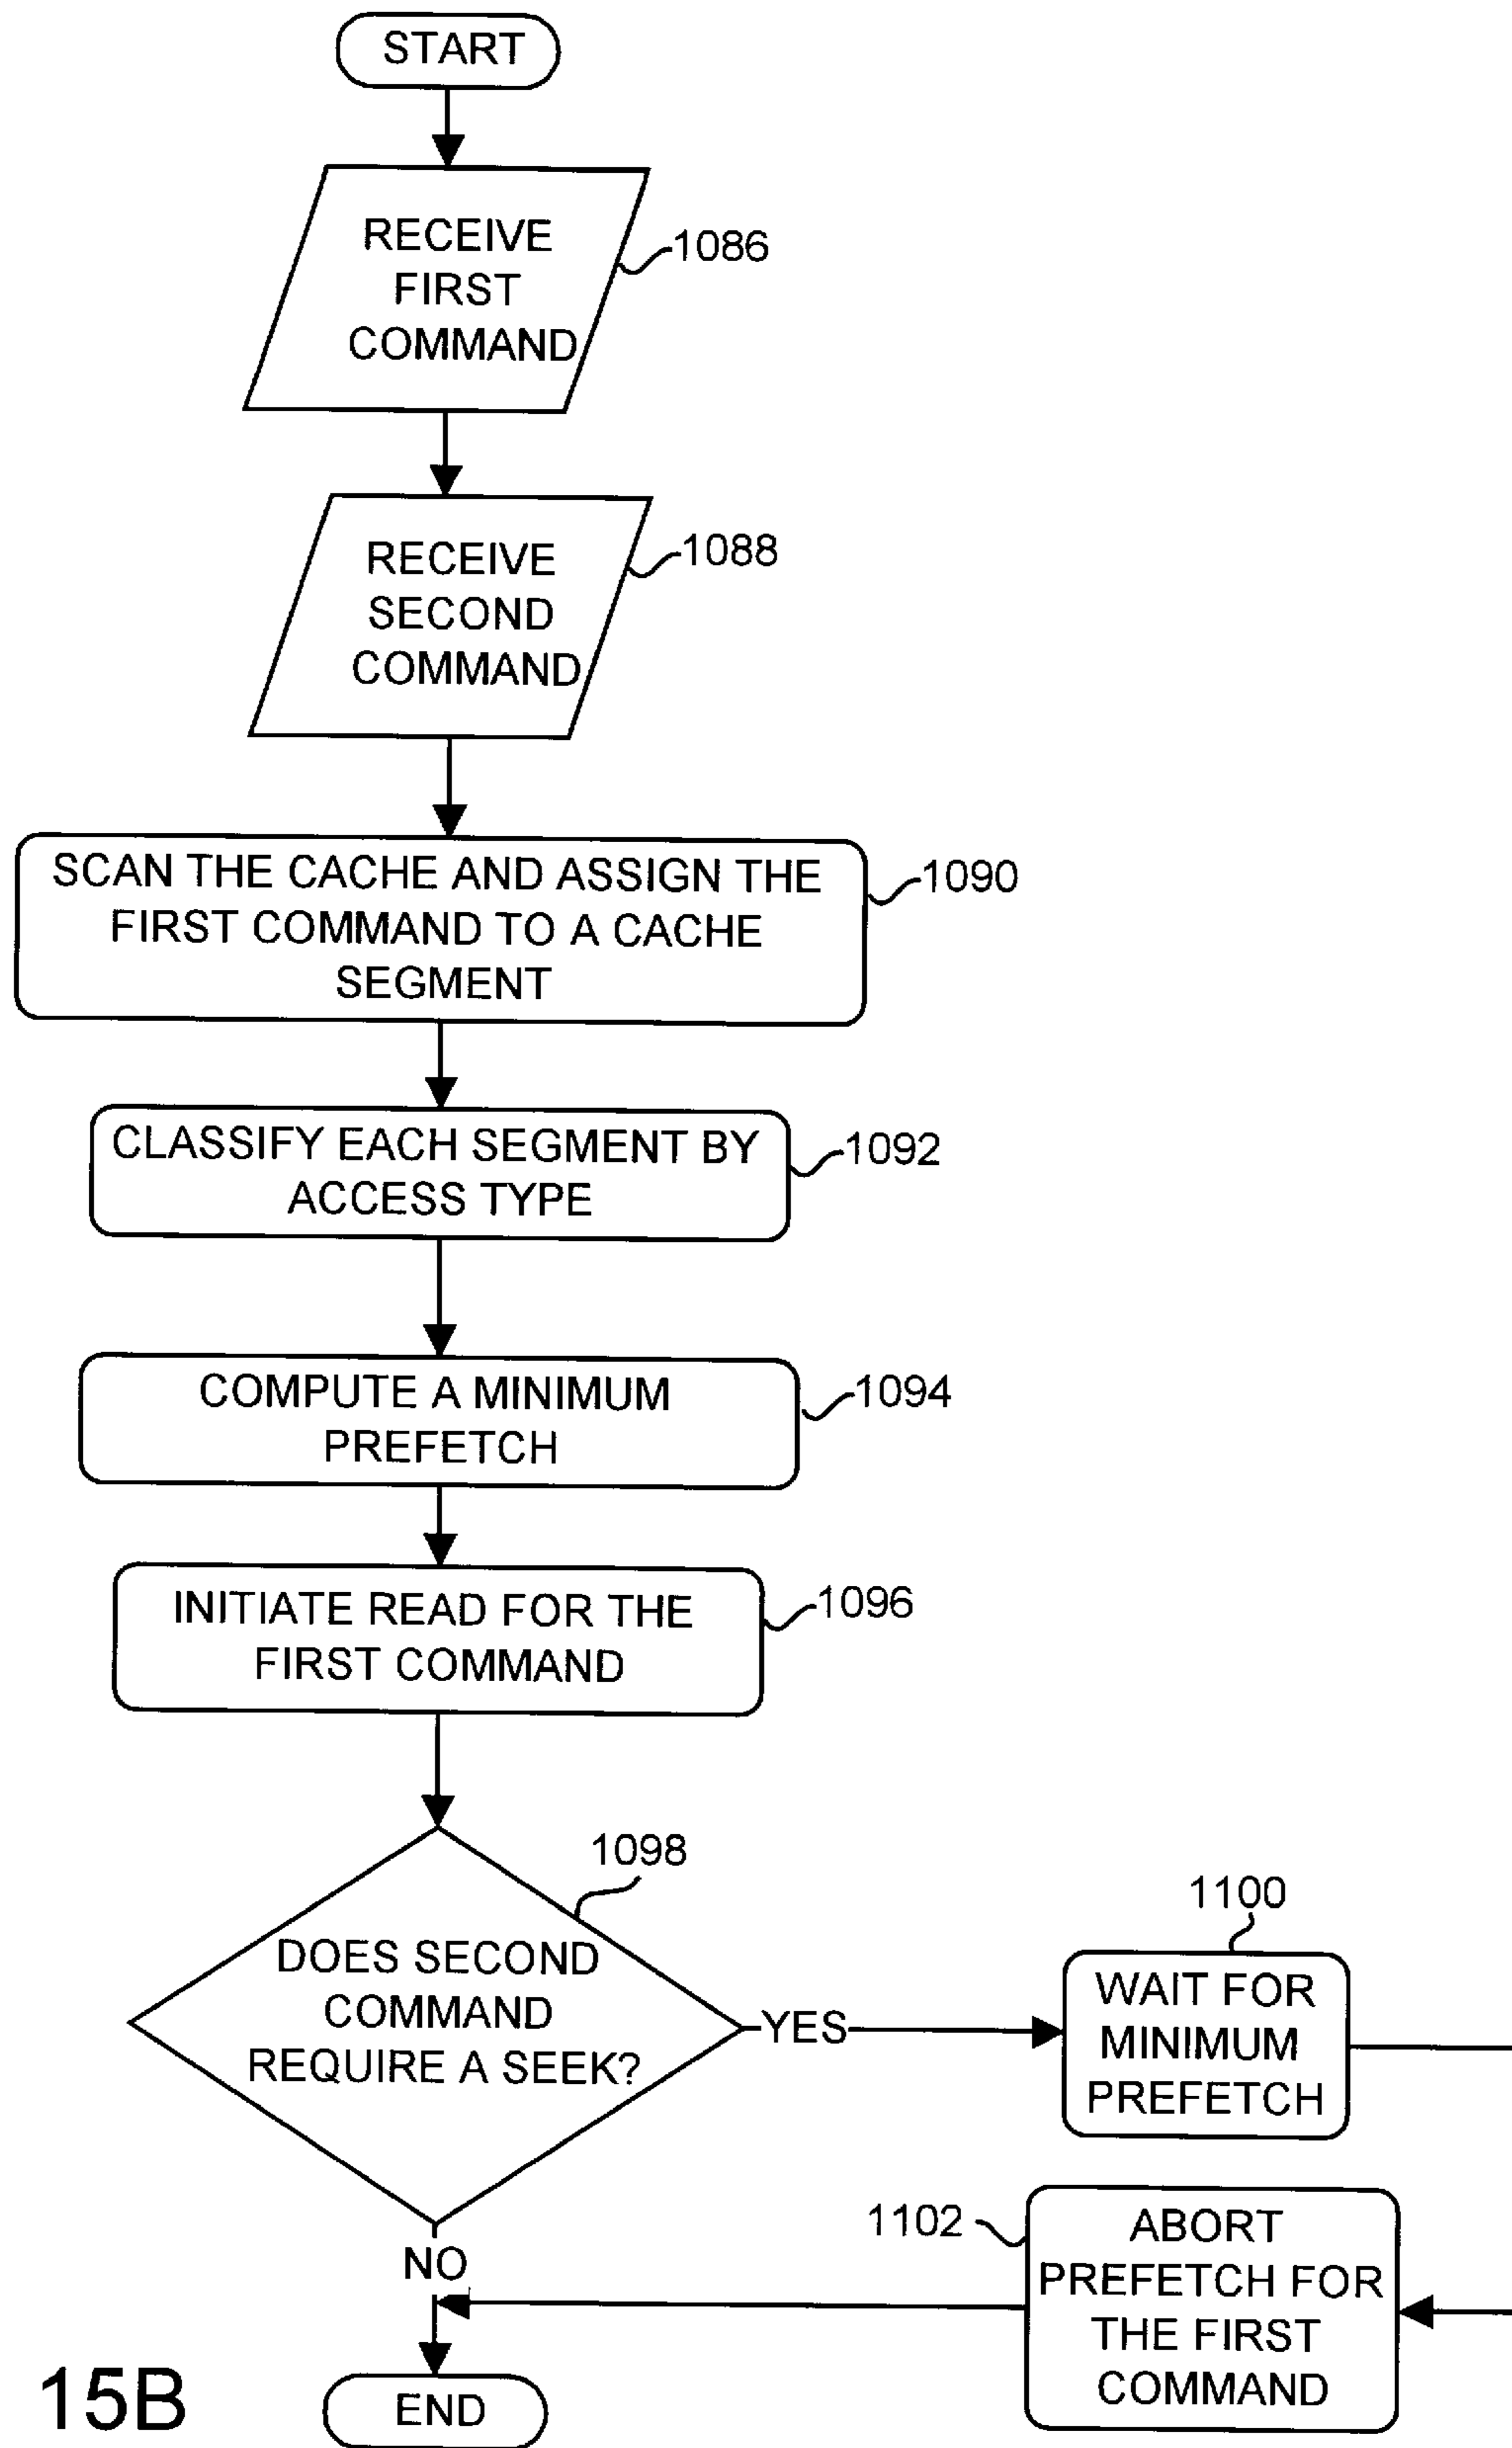 START
RECEIVE
FIRST
COMMAND
1086
RECEIVE
SECOND
COMMAND
1088
SCAN THE CACHE AND ASSIGN THE
FIRST COMMAND TO A CACHE
SEGMENT
1090
CLASSIFY EACH SEGMENT BY
ACCESS TYPE
1092
COMPUTE A MINIMUM
PREFETCH
1094
INITIATE READ FOR THE
FIRST COMMAND
1096
1098
DOES SECOND
COMMAND
REQUIRE A SEEK?
YES
1100
WAIT FOR
MINIMUM
PREFETCH
1102
ABORT
PREFETCH FOR
THE FIRST
COMMAND
NO
END
15B